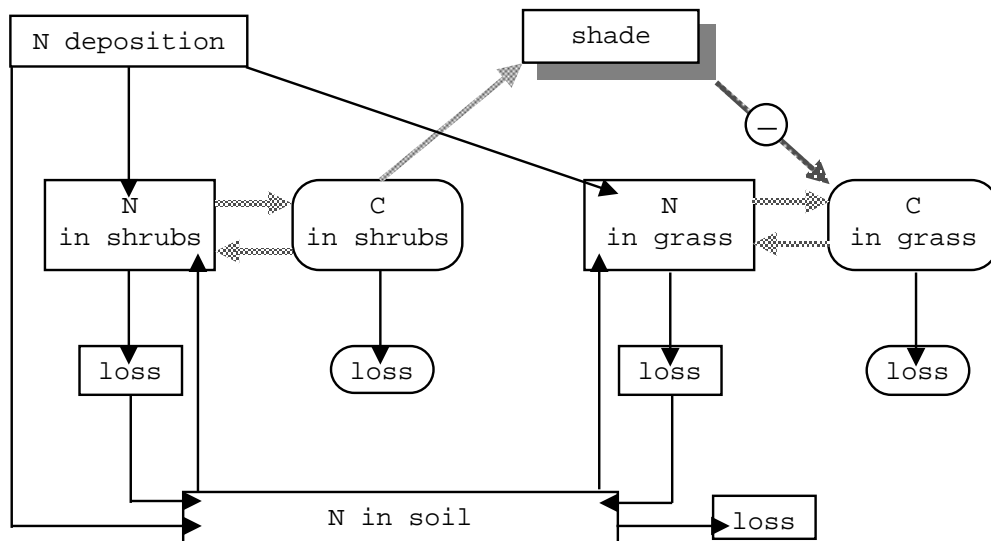 N deposition
shade
–
N
in shrubs
C
in shrubs
N
in grass
C
in grass
loss
loss
loss
loss
N in soil
loss